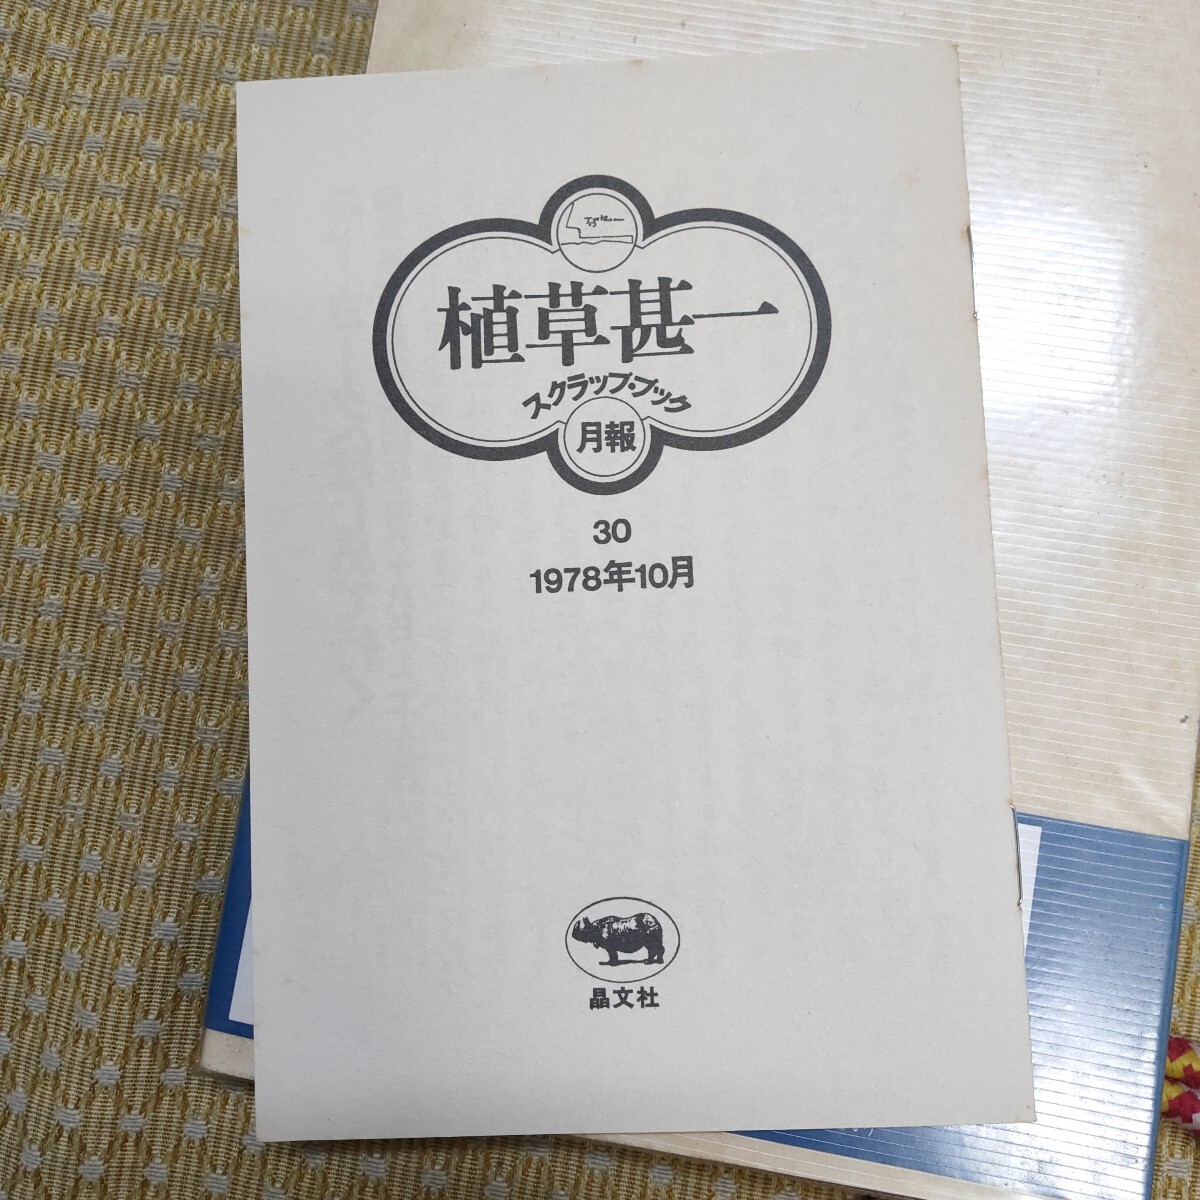 植草甚一
スクラップ・ブック
月報
30
1978年10月
晶文社